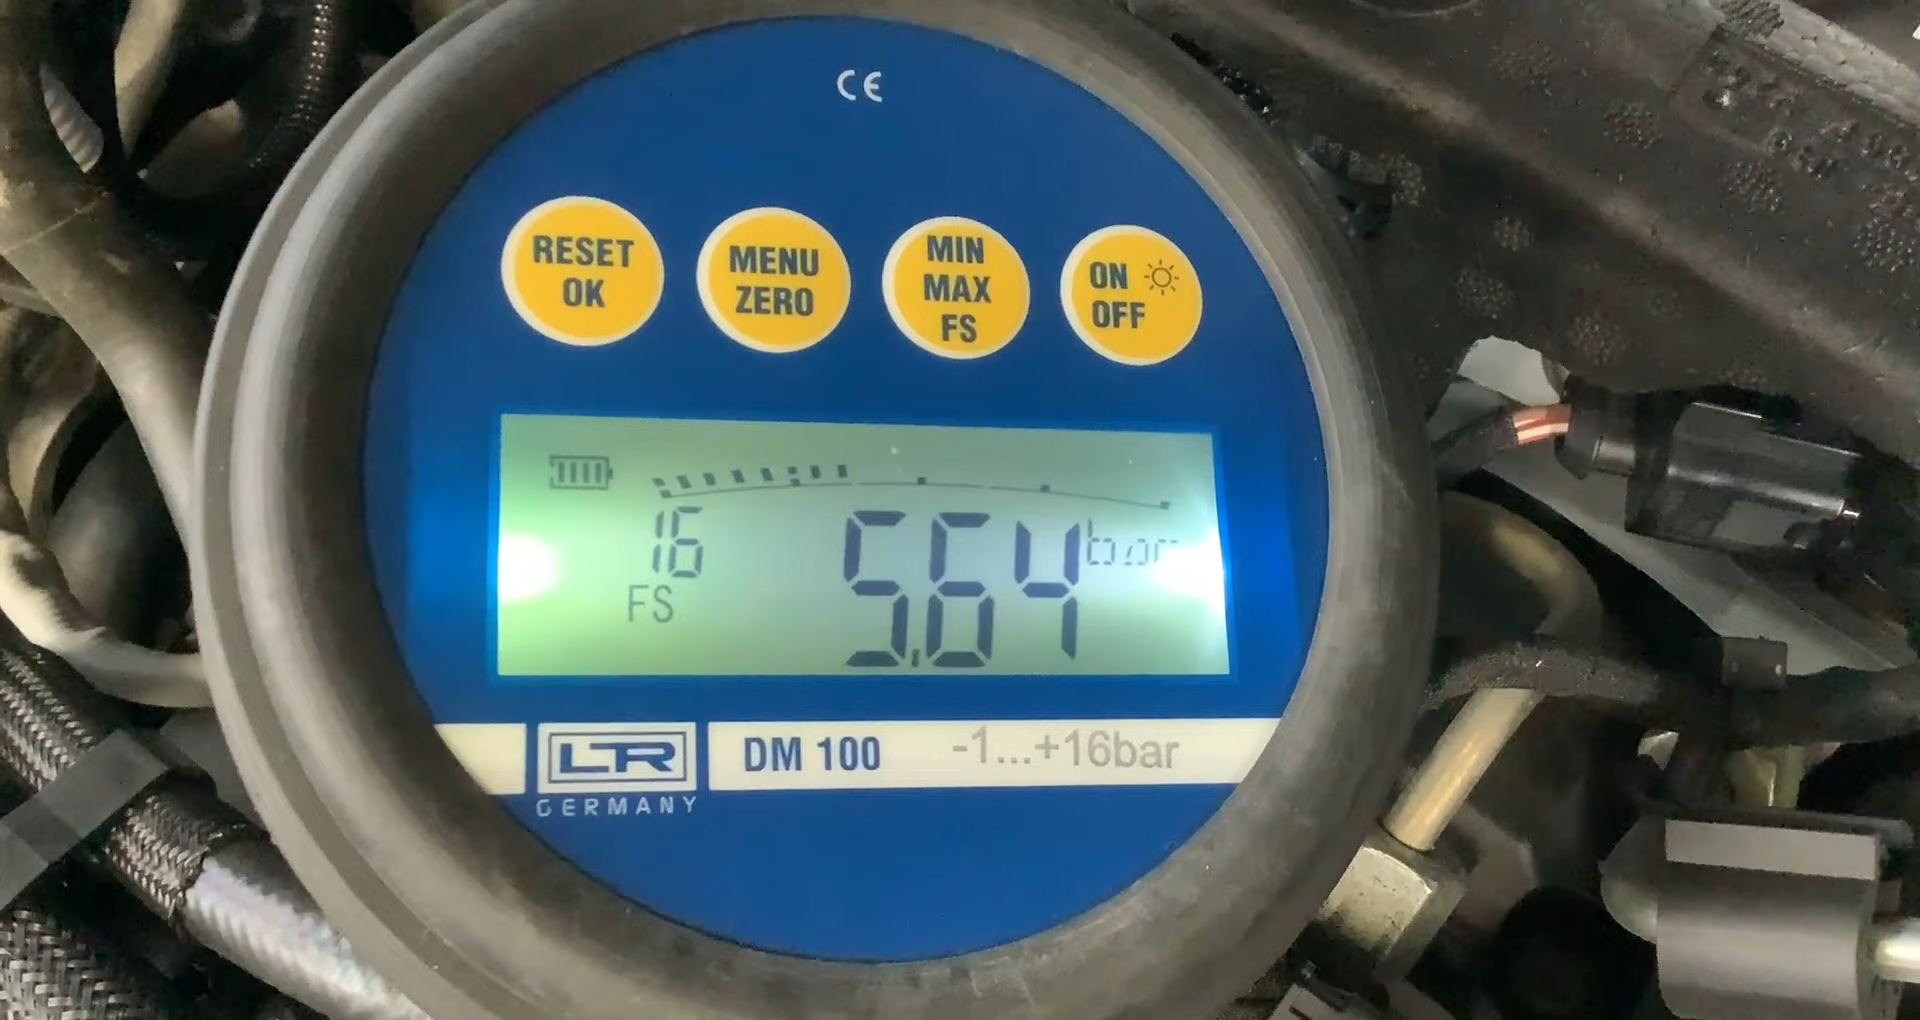 CE
RESET
OK
MENU
ZERO
MIN
MAX
FS
ON
OFF
16
FS
5.64 bar
LTR
GERMANY
DM 100
-1...+16bar